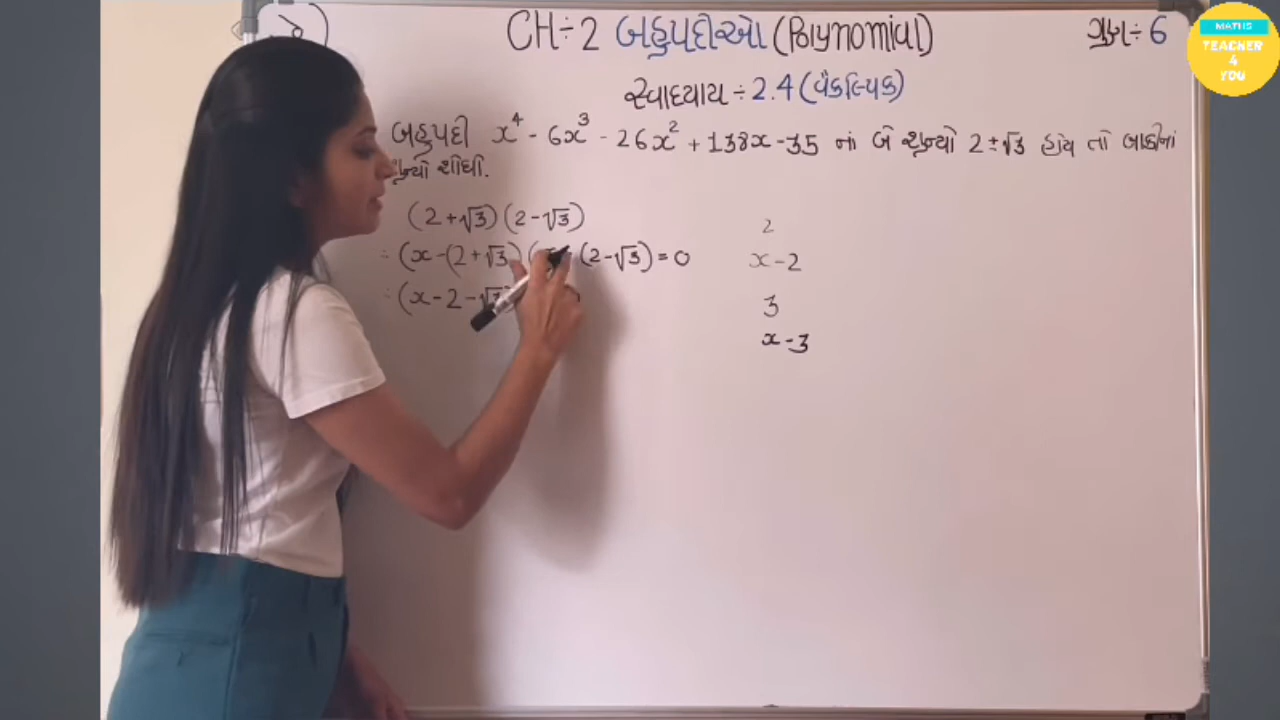 CH÷2 બહુપદીઓ (Polynomial)
ગુણ÷6
MATHS
TEACHER
4
YOU
સ્વાધ્યાય ÷ 2.4 (વૈકલ્પિક)
બહુપદી x⁴ - 6x³ - 26x² + 138x - 35 નાં બે શૂન્યો 2±√3 હોય તો બાકીનાં
શૂન્યો શોધો.
(2+√3) (2-√3)
2
(x-(2+√3) (2-√3) = 0
x-2
(x-2-√3
3
x-3